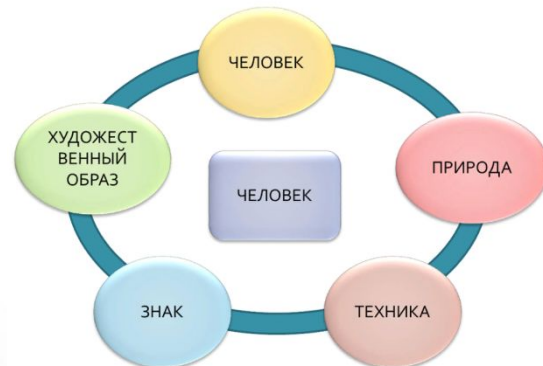 ЧЕЛОВЕК
ХУДОЖЕСТ
ВЕННЫЙ
ОБРАЗ
ПРИРОДА
ЧЕЛОВЕК
ЗНАК
ТЕХНИКА